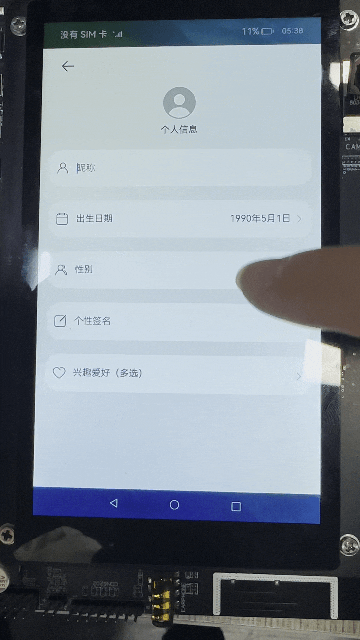 没有 SIM 卡 11% 05:38
个人信息
昵称
出生日期 1990年5月1日
性别
个性签名
兴趣爱好（多选）
CAM